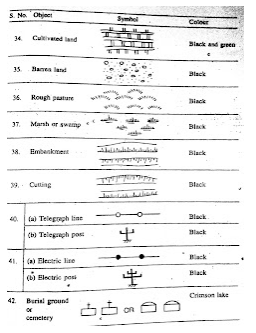 S. No. Object Symbol Colour
34. Cultivated land Black and green
35. Barren land Black
36. Rough pasture Black
37. Marsh or swamp Black
38. Embankment Black
39. Cutting Black
40. (a) Telegraph line Black
(b) Telegraph post Black
41. (a) Electric line Black
(b) Electric post Black
42. Burial ground OR Crimson lake
or
cemetery